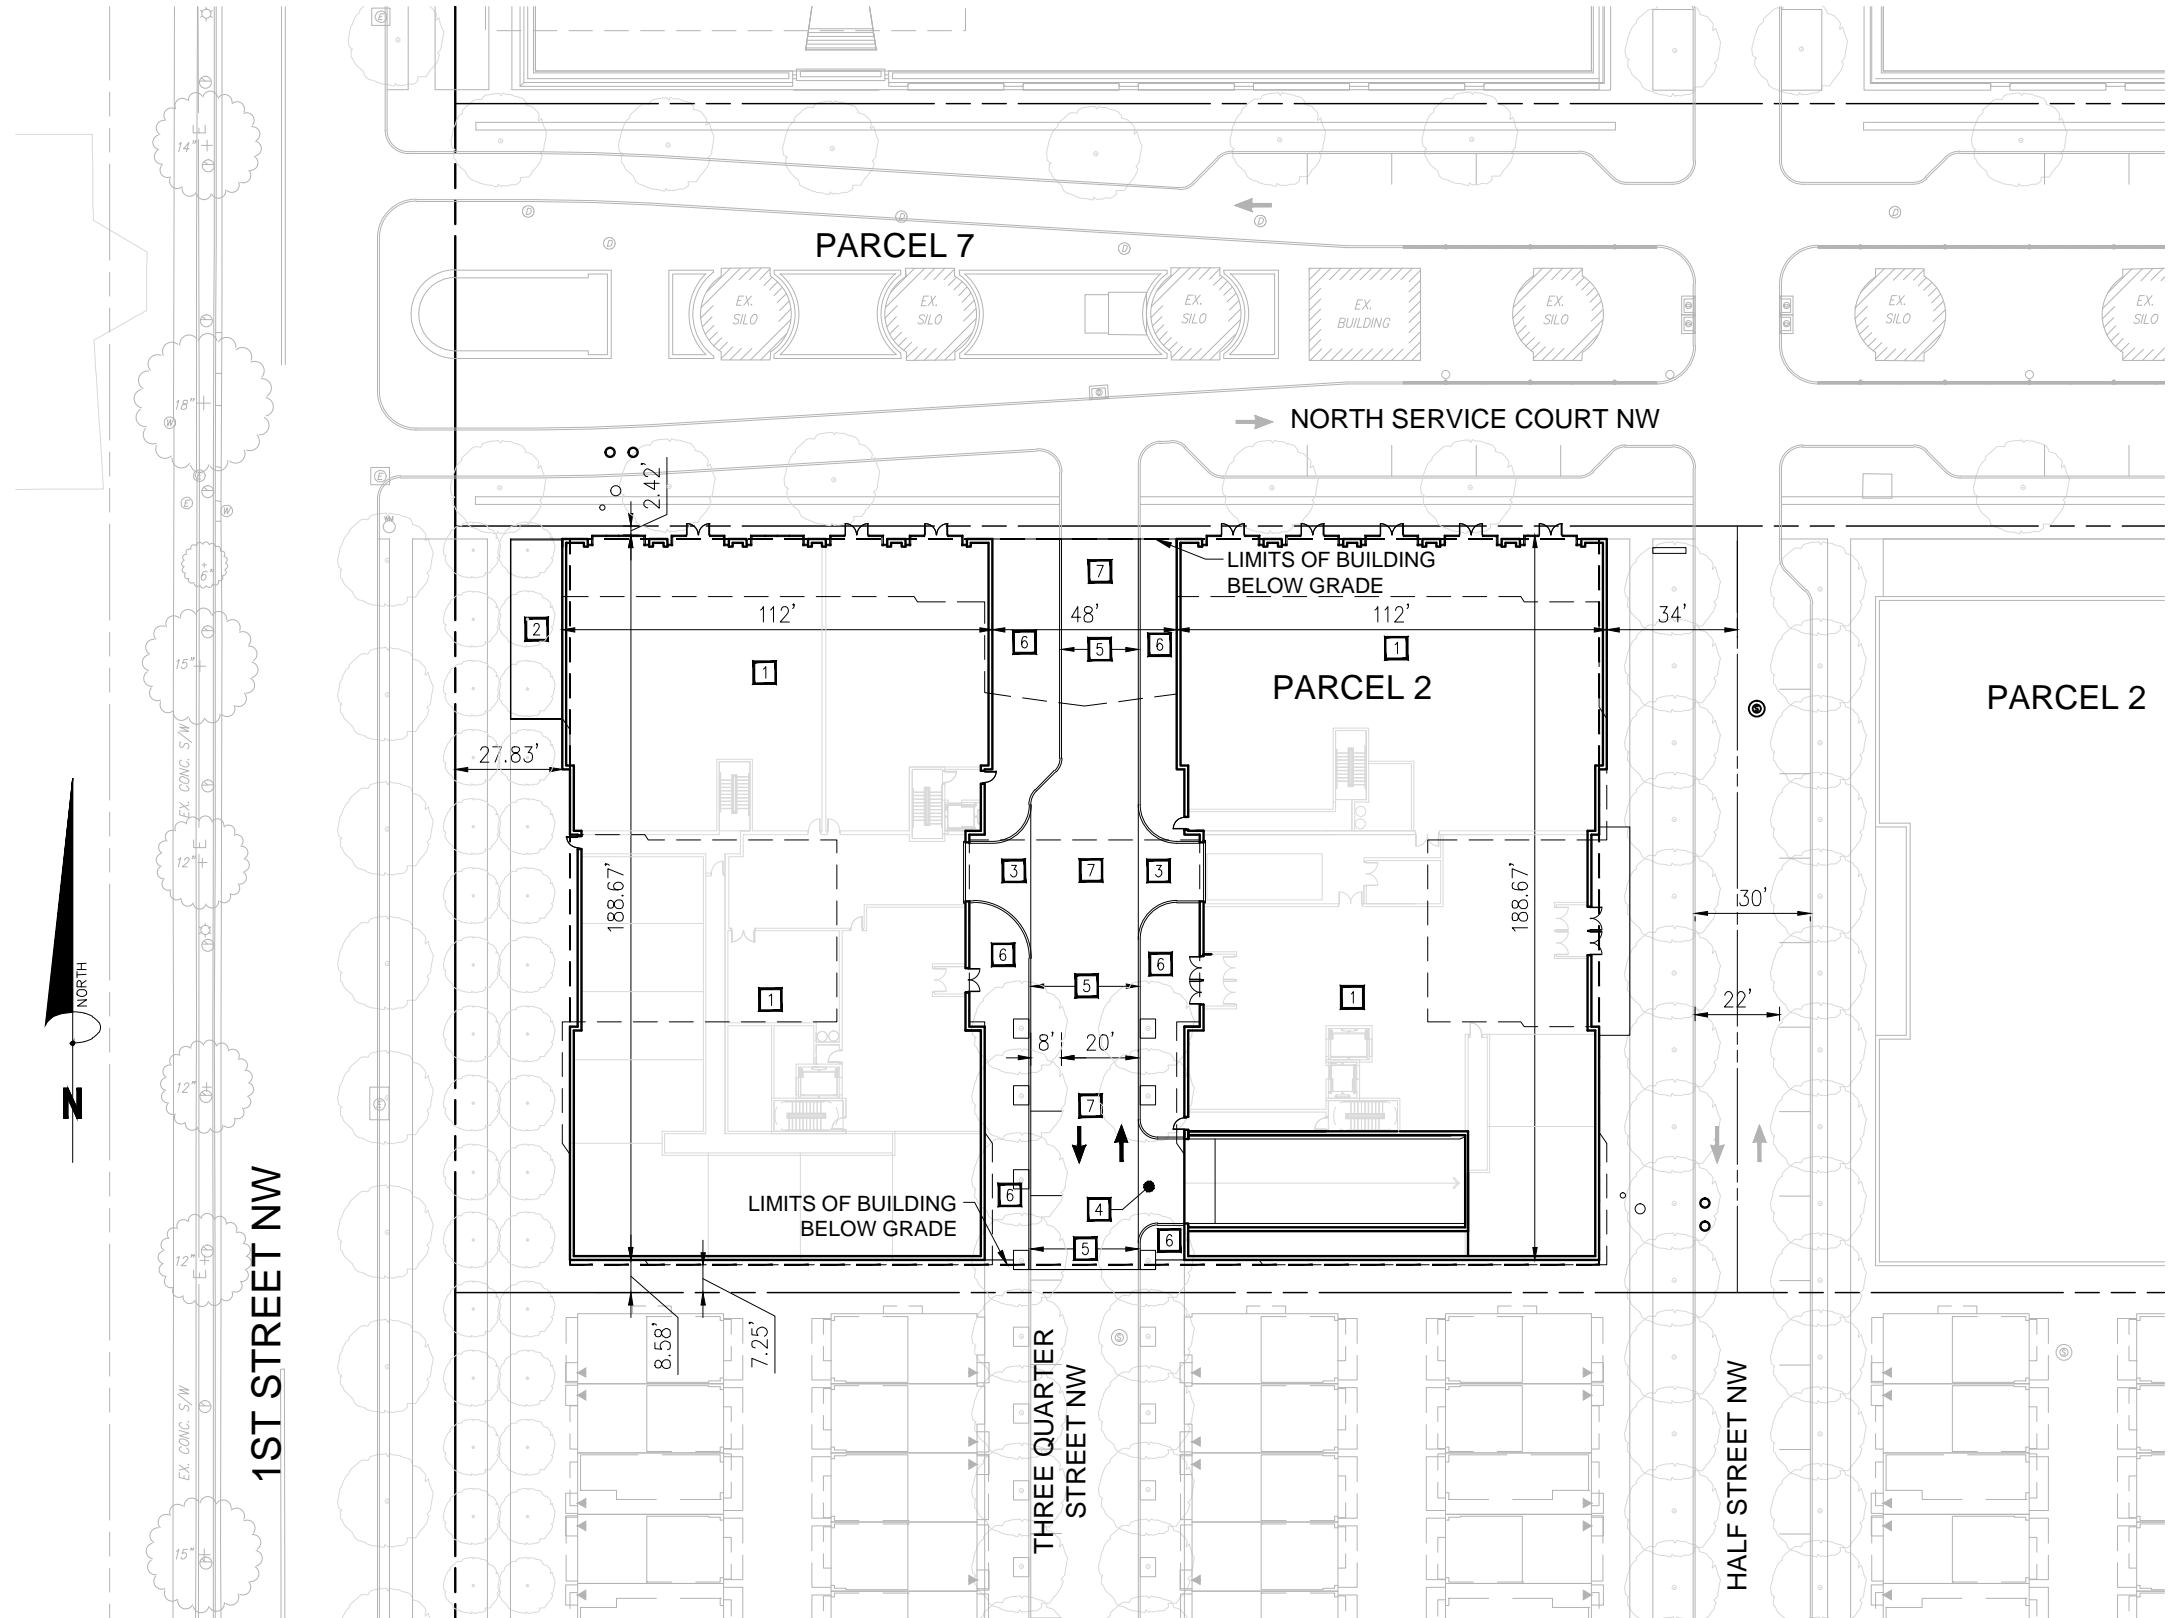 E
14" E
D
D
D
D
D
PARCEL 7
EX.
SILO
EX.
SILO
EX.
SILO
EX.
BUILDING
EX.
SILO
EX.
SILO
EX.
SILO
18"
W
NORTH SERVICE COURT NW
E
E
E
W
2.42'
6"
LIMITS OF BUILDING
BELOW GRADE
7
112'
48'
112'
34'
2
6
5
6
1
1
15"
PARCEL 2
PARCEL 2
S
EX. CONC. S/W
27.83'
12" E
3
7
3
188.67'
188.67'
30'
6
6
NORTH
1
5
1
22'
8'
20'
12"
E
7
N
6
4
LIMITS OF BUILDING
BELOW GRADE
5
6
12"
E
1ST STREET NW
8.58'
7.25'
S
S
THREE QUARTER
STREET NW
HALF STREET NW
EX. CONC. S/W
15"